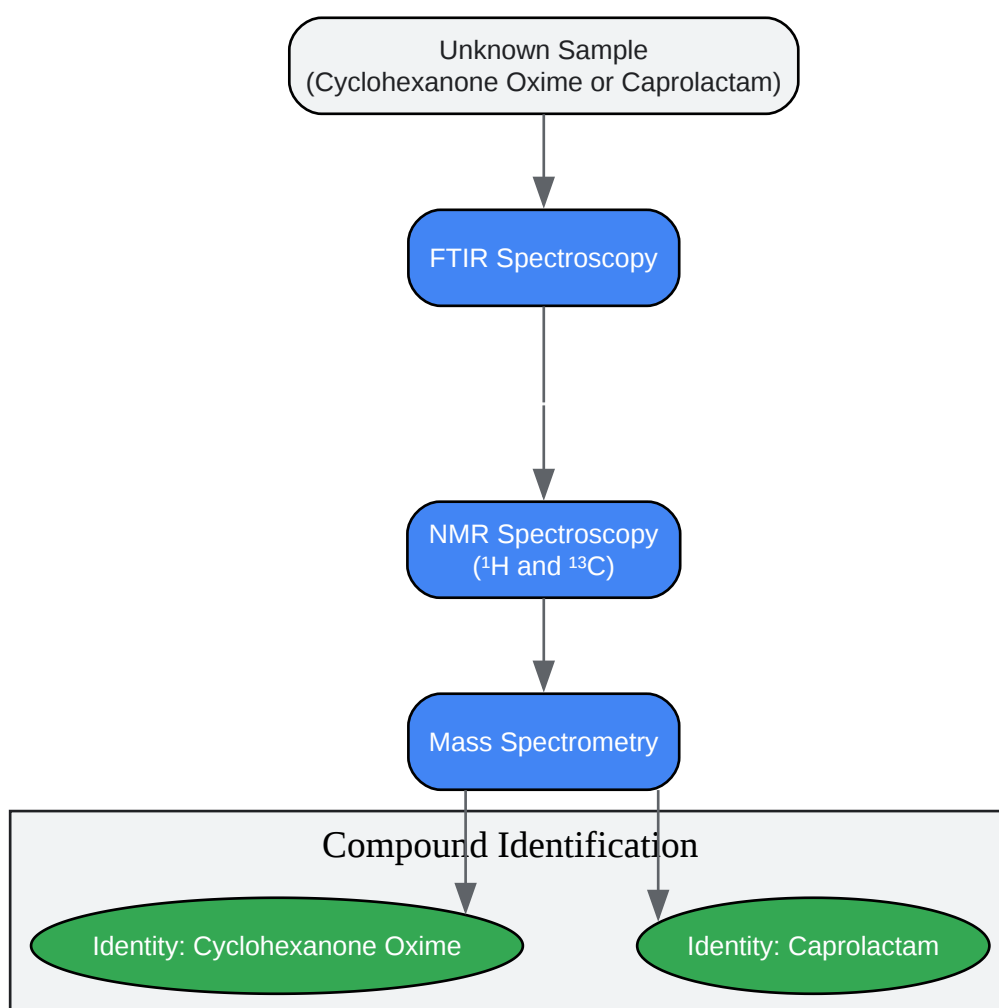 Unknown Sample
(Cyclohexanone Oxime or Caprolactam)
FTIR Spectroscopy
NMR Spectroscopy
(¹H and ¹³C)
Mass Spectrometry
Compound Identification
Identity: Cyclohexanone Oxime
Identity: Caprolactam